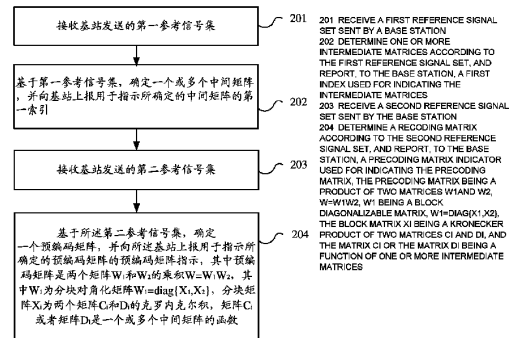 接收基站发送的第一参考信号集
201
基于第一参考信号集,确定一个或多个中间矩阵
,并向基站上报用于指示所确定的中间矩阵的第
一索引
202
接收基站发送的第二参考信号集
203
基于所述第二参考信号集,确定
一个预编码矩阵,并向所述基站上报用于指示所
确定的预编码矩阵的预编码矩阵指示,其中预编
码矩阵是两个矩阵W₁和W₂的乘积W=W₁W₂,其
中W₁为分块对角化矩阵W₁=diag{X₁,X₂},分块矩
阵Xᵢ为两个矩阵Cᵢ和Dᵢ的克罗内克尔积,矩阵Cᵢ
或者矩阵Dᵢ是一个或多个中间矩阵的函数
204
201 RECEIVE A FIRST REFERENCE SIGNAL
SET SENT BY A BASE STATION
202 DETERMINE ONE OR MORE
INTERMEDIATE MATRICES ACCORDING TO
THE FIRST REFERENCE SIGNAL SET, AND
REPORT, TO THE BASE STATION, A FIRST
INDEX USED FOR INDICATING THE
INTERMEDIATE MATRICES
203 RECEIVE A SECOND REFERENCE SIGNAL
SET SENT BY THE BASE STATION
204 DETERMINE A RECODING MATRIX
ACCORDING TO THE SECOND REFERENCE
SIGNAL SET, AND REPORT, TO THE BASE
STATION, A PRECODING MATRIX INDICATOR
USED FOR INDICATING THE PRECODING
MATRIX, THE PRECODING MATRIX BEING A
PRODUCT OF TWO MATRICES W1AND W2,
W=W1W2, W1 BEING A BLOCK
DIAGONALIZABLE MATRIX, W1=DIAG{X1,X2},
THE BLOCK MATRIX XI BEING A KRONECKER
PRODUCT OF TWO MATRICES CI AND DI, AND
THE MATRIX CI OR THE MATRIX DI BEING A
FUNCTION OF ONE OR MORE INTERMEDIATE
MATRICES